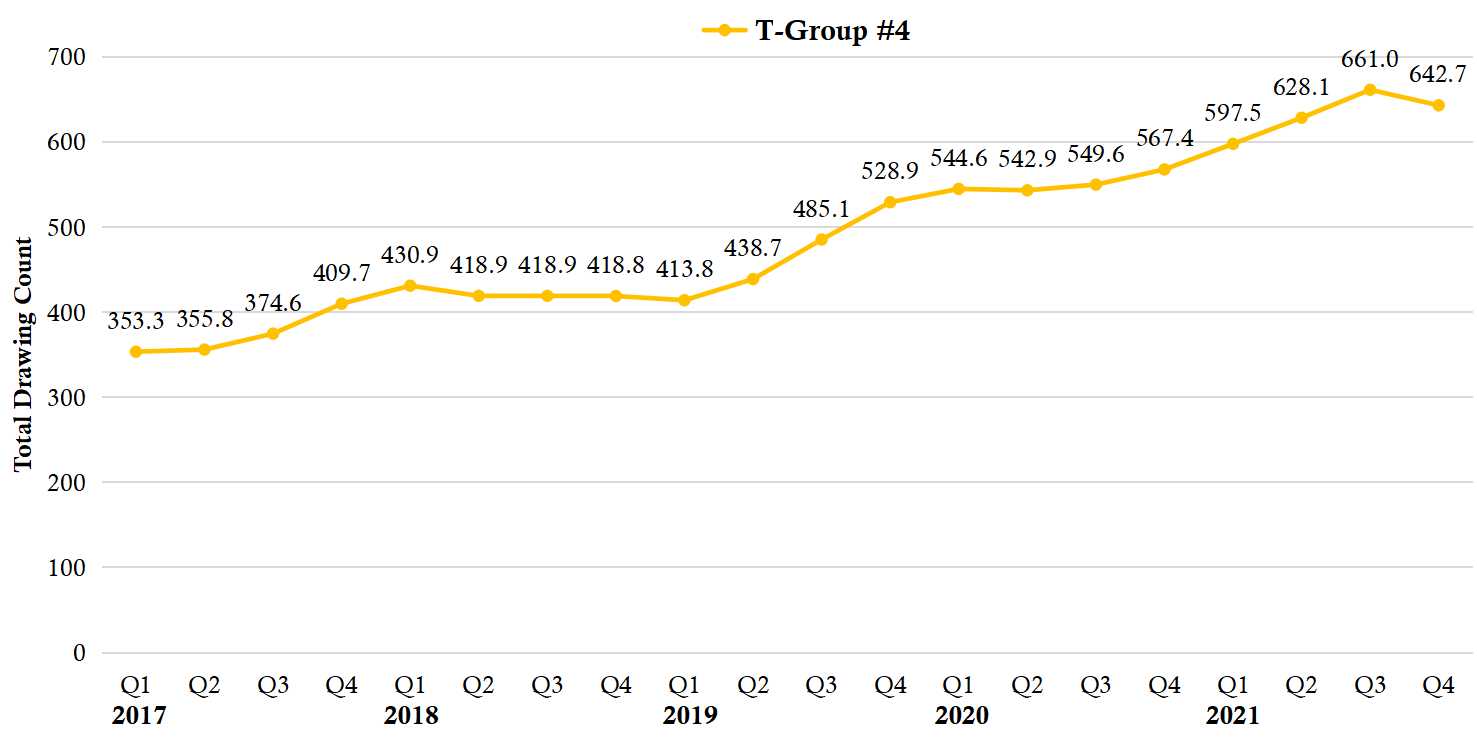 T-Group #4
Total Drawing Count
700
600
500
400
300
200
100
0
353.3 355.8 374.6 409.7 430.9 418.9 418.9 418.8 413.8 438.7 485.1 528.9 544.6 542.9 549.6 567.4 597.5 628.1 661.0 642.7
Q1 Q2 Q3 Q4 Q1 Q2 Q3 Q4 Q1 Q2 Q3 Q4 Q1 Q2 Q3 Q4 Q1 Q2 Q3 Q4
2017 2018 2019 2020 2021